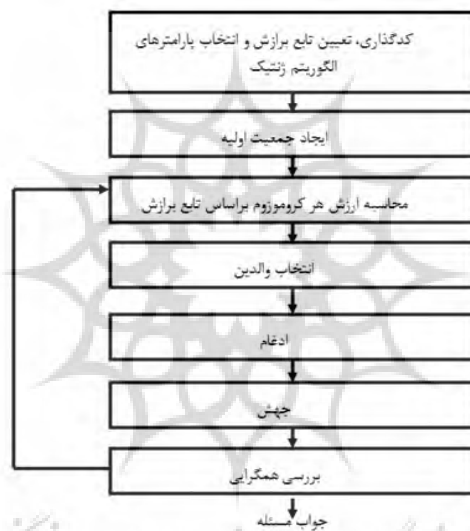 کدگذاری، تعیین تابع برازش و انتخاب پارامترهای
الگوریتم ژنتیک
ایجاد جمعیت اولیه
محاسبه ارزش هر کروموزوم براساس تابع برازش
انتخاب والدین
ادغام
جهش
بررسی همگرایی
جواب مسئله